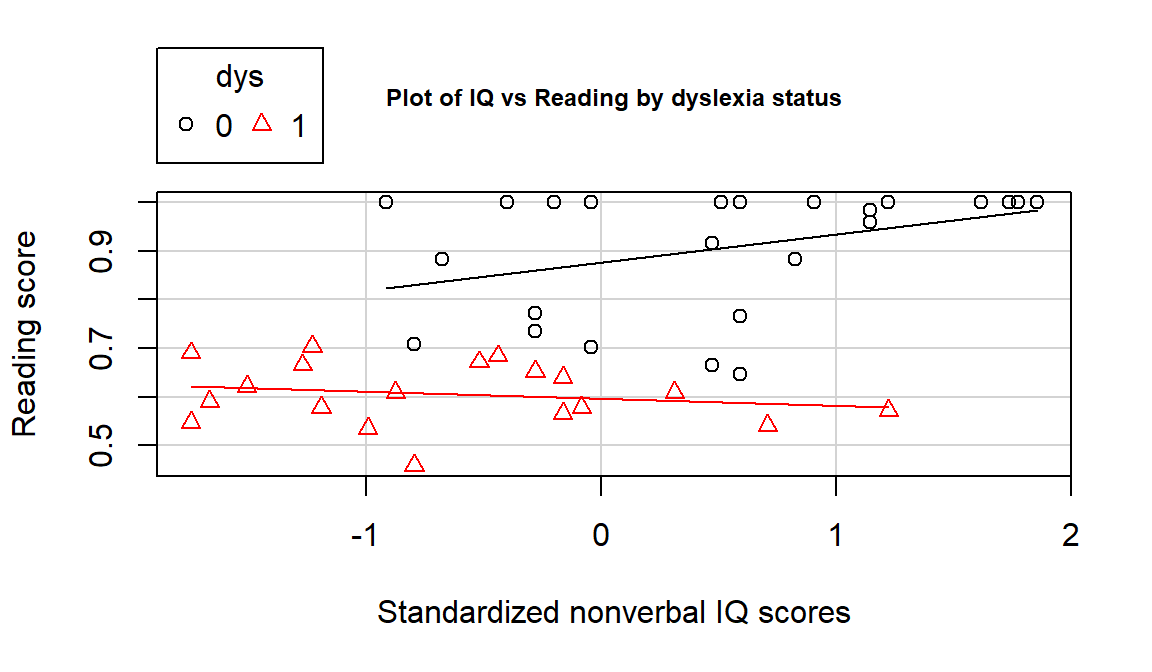 dys
0 1
Plot of IQ vs Reading by dyslexia status
Reading score
0.9
0.7
0.5
-1 0 1 2
Standardized nonverbal IQ scores